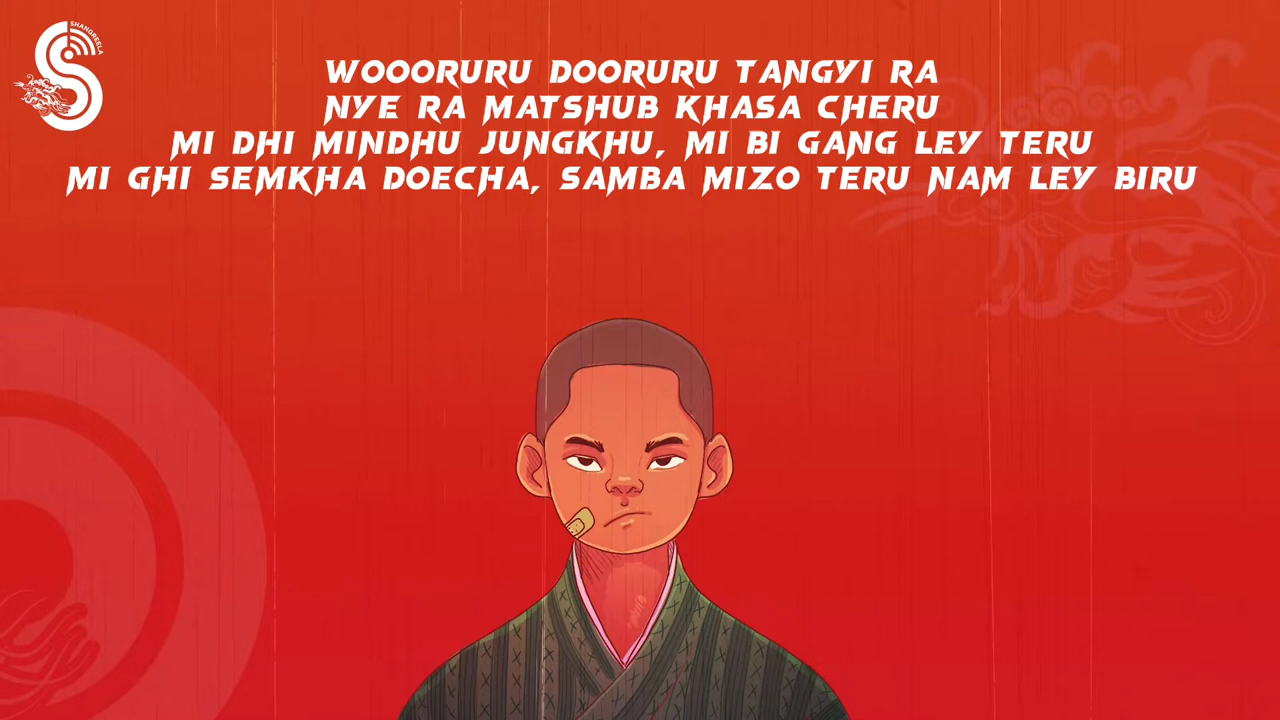 SHANGREELA
WOOORURU DOORURU TANGYI RA
NYE RA MATSHUB KHASA CHERU
MI DHI MINDHU JUNGKHU, MI BI GANG LEY TERU
MI GHI SEMKHA DOECHA, SAMBA MIZO TERU NAM LEY BIRU